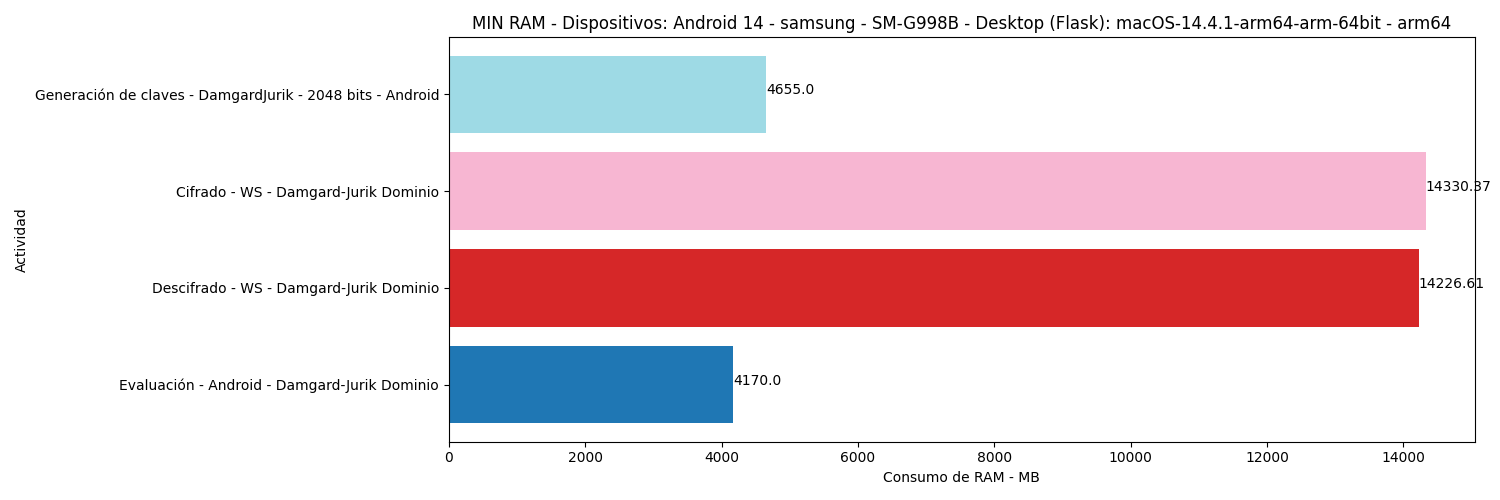 MIN RAM - Dispositivos: Android 14 - samsung - SM-G998B - Desktop (Flask): macOS-14.4.1-arm64-arm-64bit - arm64
Generación de claves - DamgardJurik - 2048 bits - Android
4655.0
Cifrado - WS - Damgard-Jurik Dominio
14330.37
Descifrado - WS - Damgard-Jurik Dominio
14226.61
Evaluación - Android - Damgard-Jurik Dominio
4170.0
Actividad
0 2000 4000 6000 8000 10000 12000 14000
Consumo de RAM - MB